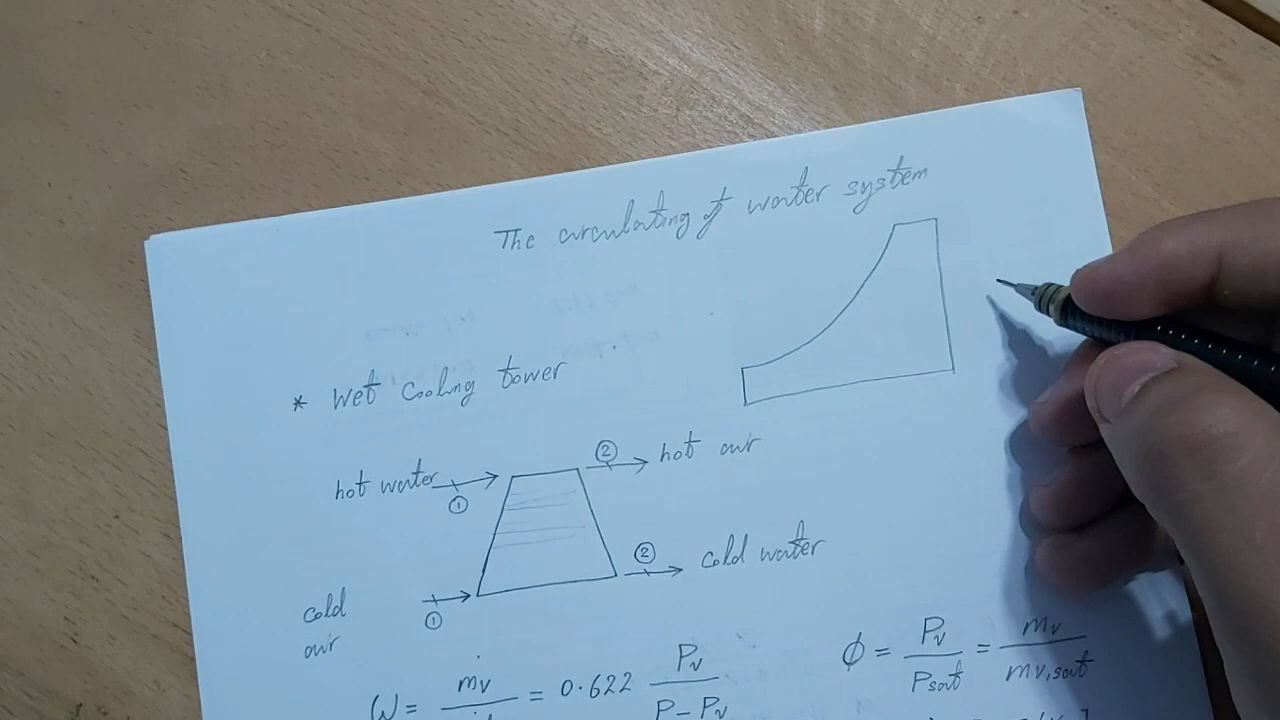 The circulating of water system
* Wet Cooling tower
hot water ① ② hot air
② cold water
cold air ①
ω = mv = 0.622 Pv / P - Pv
ϕ = Pv / Psat = mv / mv,sat